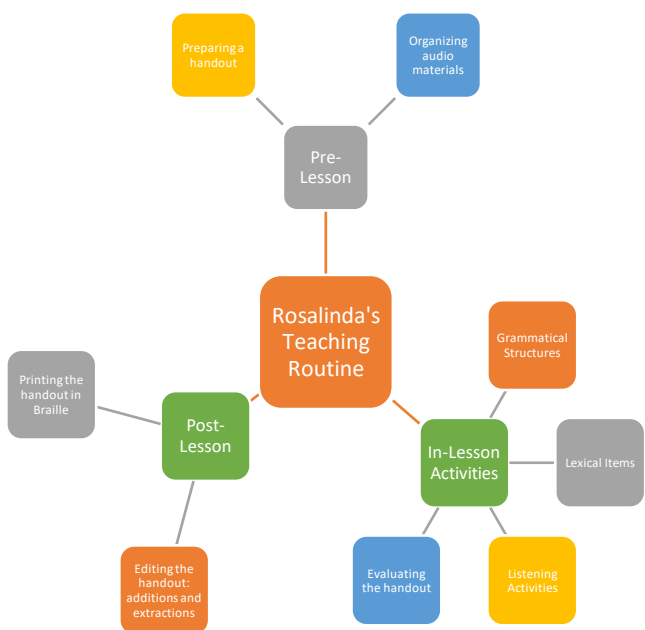 Preparing a
handout
Organizing
audio
materials
Pre-
Lesson
Rosalinda's
Teaching
Routine
Grammatical
Structures
Printing the
handout in
Braille
Post-
Lesson
In-Lesson
Activities
Lexical Items
Editing the
handout:
additions and
extractions
Evaluating
the handout
Listening
Activities